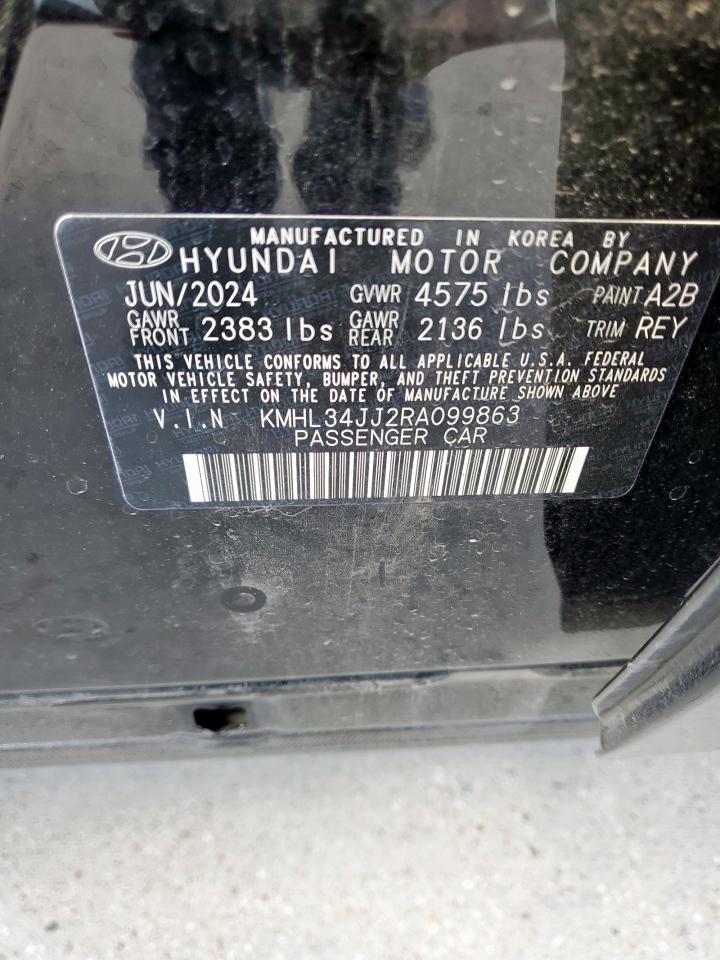 MANUFACTURED IN KOREA BY
HYUNDAI MOTOR COMPANY
JUN/2024 GVWR 4575 lbs PAINT A2B
GAWR FRONT 2383 lbs GAWR REAR 2136 lbs TRIM REY
THIS VEHICLE CONFORMS TO ALL APPLICABLE U.S.A. FEDERAL
MOTOR VEHICLE SAFETY, BUMPER, AND THEFT PREVENTION STANDARDS
IN EFFECT ON THE DATE OF MANUFACTURE SHOWN ABOVE
V.I.N KMHL34JJ2RA099863
PASSENGER CAR